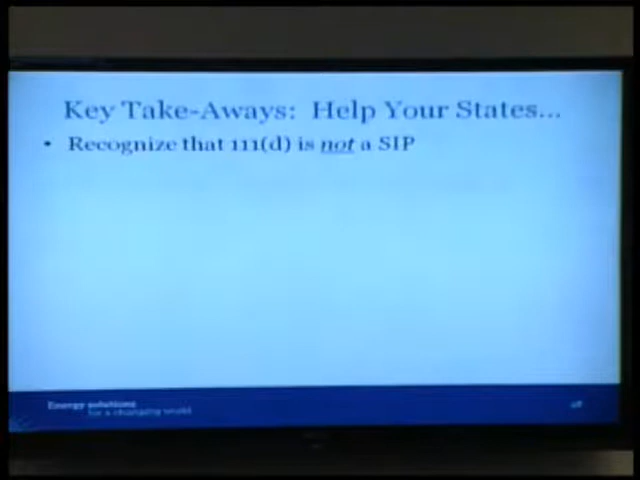 Key Take-Aways: Help Your States...
• Recognize that 111(d) is not a SIP
Energy solutions
for a changing world